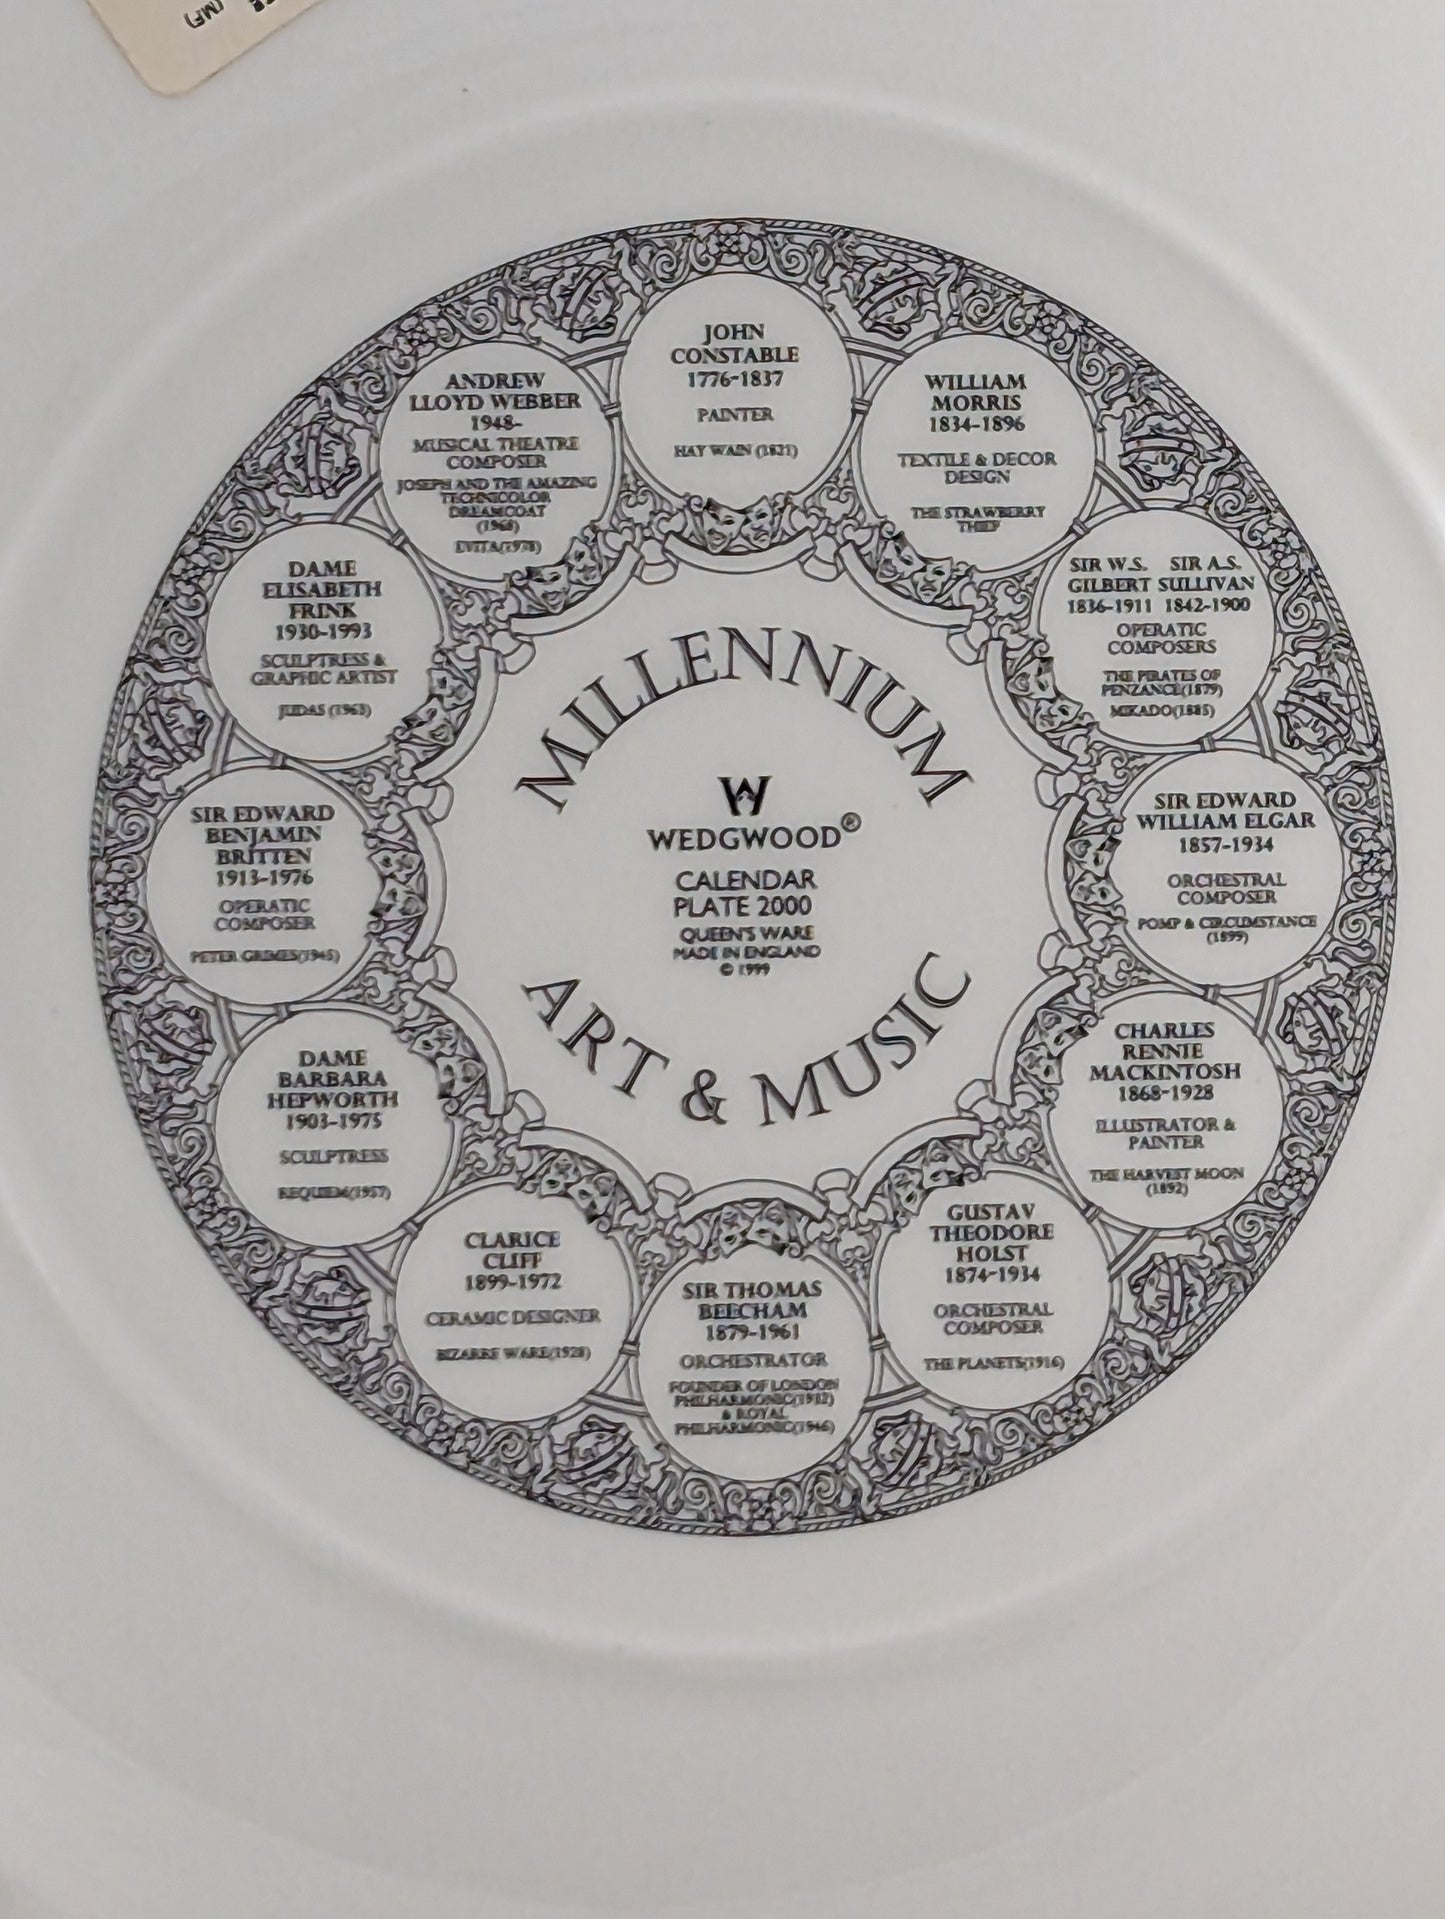 (MF)
JOHN
CONSTABLE
1776-1837
PAINTER
HAY WAIN (1821)
WILLIAM
MORRIS
1834-1896
TEXTILE & DECOR
DESIGN
THE STRAWBERRY
THIEF
SIR W.S. SIR A.S.
GILBERT SULLIVAN
1836-1911 1842-1900
OPERATIC
COMPOSERS
THE PIRATES OF
PENZANCE(1879)
MIKADO(1885)
SIR EDWARD
WILLIAM ELGAR
1857-1934
ORCHESTRAL
COMPOSER
POMP & CIRCUMSTANCE
(1899)
CHARLES
RENNIE
MACKINTOSH
1868-1928
ILLUSTRATOR &
PAINTER
THE HARVEST MOON
(1892)
GUSTAV
THEODORE
HOLST
1874-1934
ORCHESTRAL
COMPOSER
THE PLANETS(1916)
SIR THOMAS
BEECHAM
1879-1961
ORCHESTRATOR
FOUNDER OF LONDON
PHILHARMONIC(1932)
& ROYAL
PHILHARMONIC(1946)
CLARICE
CLIFF
1899-1972
CERAMIC DESIGNER
BIZARRE WARE(1928)
DAME
BARBARA
HEPWORTH
1903-1975
SCULPTRESS
REQUIEM(1957)
SIR EDWARD
BENJAMIN
BRITTEN
1913-1976
OPERATIC
COMPOSER
PETER GRIMES(1945)
DAME
ELISABETH
FRINK
1930-1993
SCULPTRESS &
GRAPHIC ARTIST
JUDAS (1963)
ANDREW
LLOYD WEBBER
1948-
MUSICAL THEATRE
COMPOSER
JOSEPH AND THE AMAZING
TECHNICOLOR
DREAMCOAT
(1968)
EVITA(1978)
MILLENNIUM
W
WEDGWOOD®
CALENDAR
PLATE 2000
QUEEN'S WARE
MADE IN ENGLAND
© 1999
ART & MUSIC